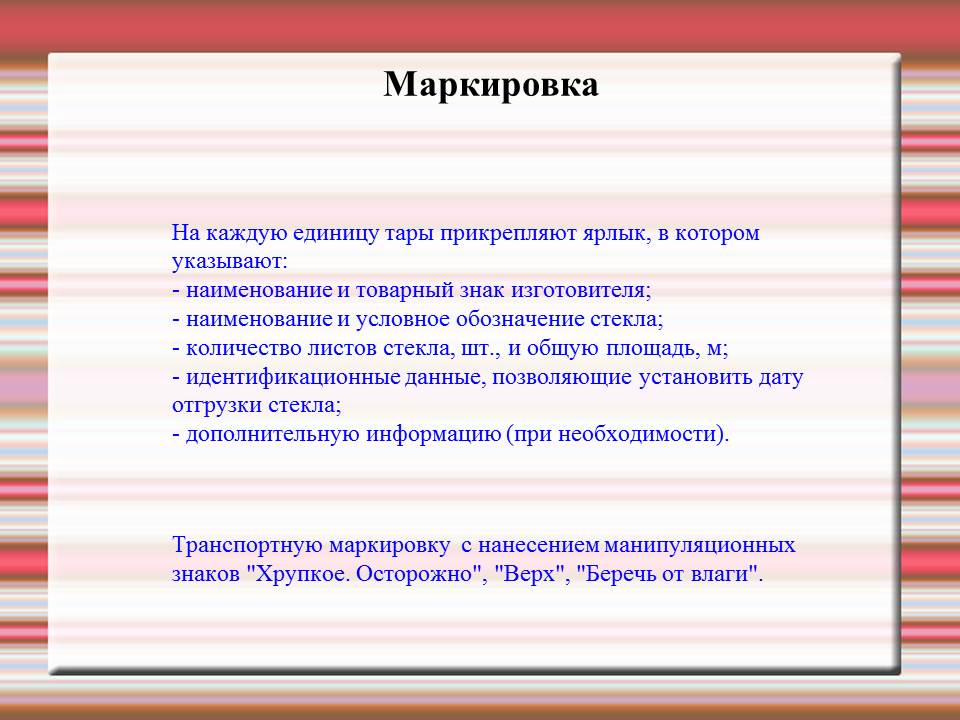 Маркировка
На каждую единицу тары прикрепляют ярлык, в котором
указывают:
- наименование и товарный знак изготовителя;
- наименование и условное обозначение стекла;
- количество листов стекла, шт., и общую площадь, м;
- идентификационные данные, позволяющие установить дату
отгрузки стекла;
- дополнительную информацию (при необходимости).
Транспортную маркировку  с нанесением манипуляционных
знаков "Хрупкое. Осторожно", "Верх", "Беречь от влаги".